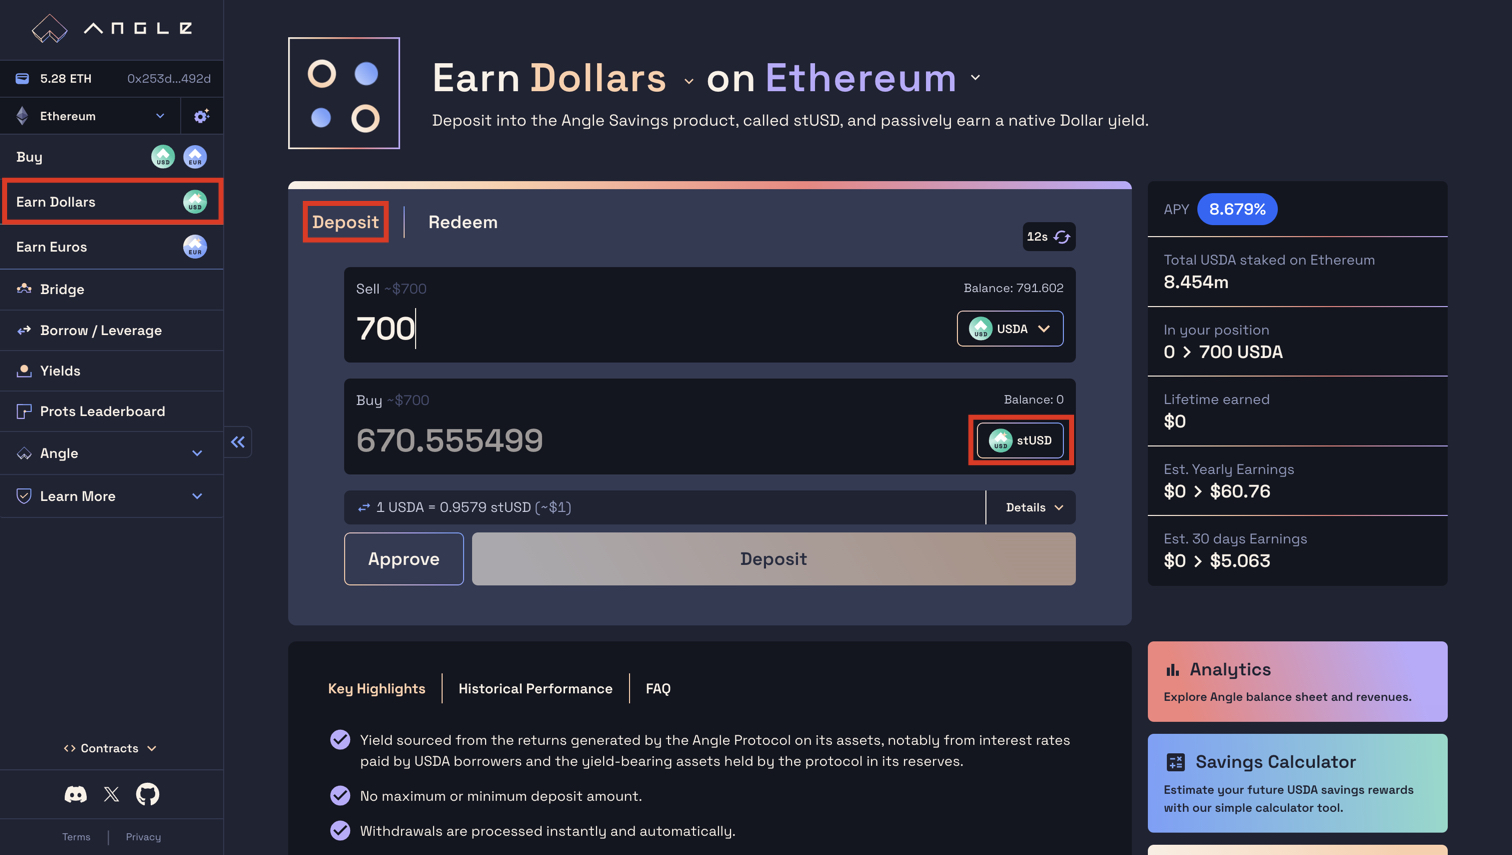 ANGLE
5.28 ETH 0x253d...492d
Ethereum
Buy USD EUR
Earn Dollars USD
Earn Euros EUR
Bridge
Borrow / Leverage
Yields
Prots Leaderboard
Angle
Learn More
Contracts
Terms Privacy
Earn Dollars on Ethereum
Deposit into the Angle Savings product, called stUSD, and passively earn a native Dollar yield.
Deposit Redeem
12s
Sell ~$700 Balance: 791.602
700 USD USDA
Buy ~$700 Balance: 0
670.555499 USD stUSD
1 USDA = 0.9579 stUSD (~$1) Details
Approve Deposit
APY 8.679%
Total USDA staked on Ethereum
8.454m
In your position
0 > 700 USDA
Lifetime earned
$0
Est. Yearly Earnings
$0 > $60.76
Est. 30 days Earnings
$0 > $5.063
Key Highlights Historical Performance FAQ
Yield sourced from the returns generated by the Angle Protocol on its assets, notably from interest rates
paid by USDA borrowers and the yield-bearing assets held by the protocol in its reserves.
No maximum or minimum deposit amount.
Withdrawals are processed instantly and automatically.
Analytics
Explore Angle balance sheet and revenues.
Savings Calculator
Estimate your future USDA savings rewards
with our simple calculator tool.